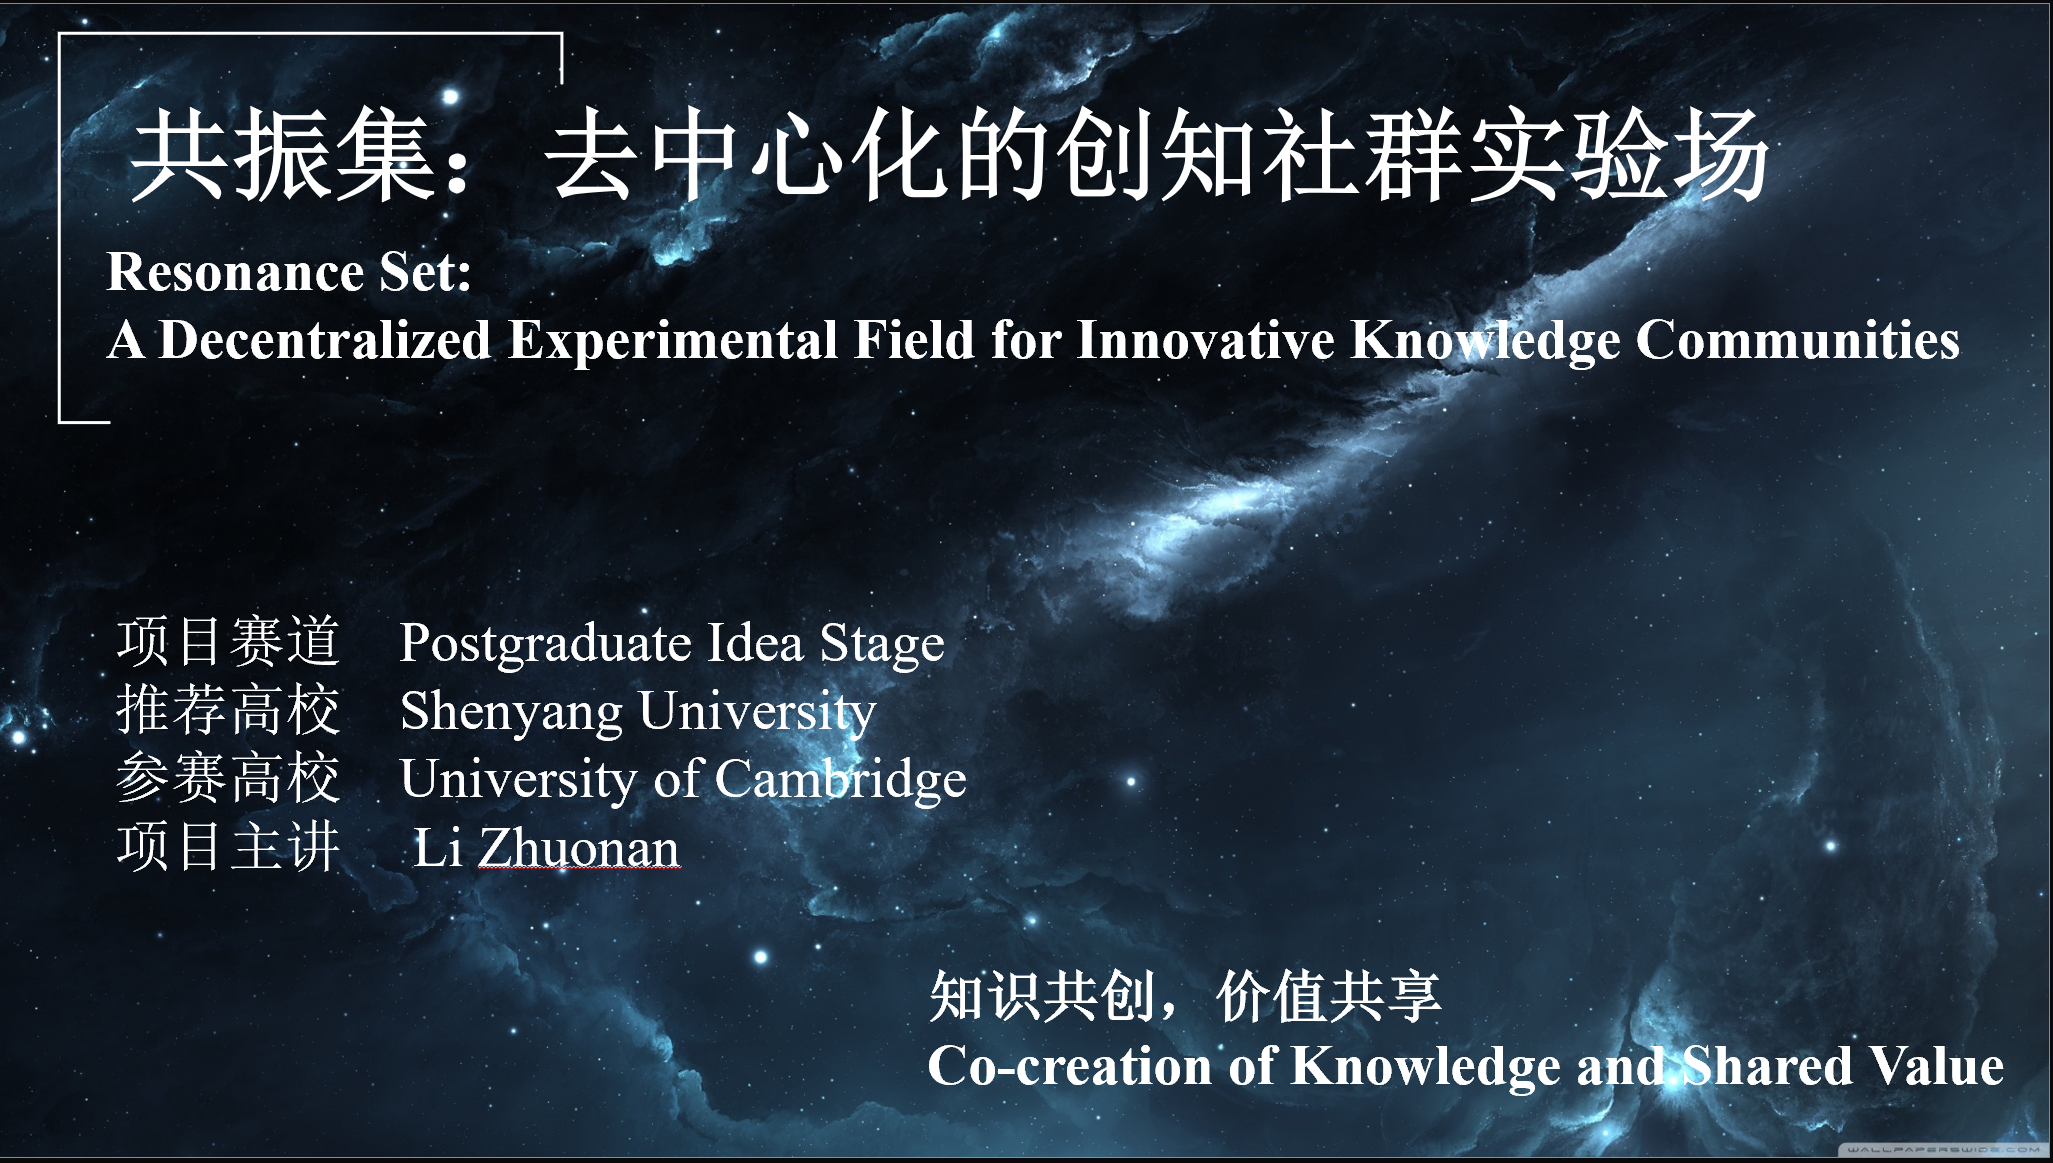 共振集：去中心化的创知社群实验场
Resonance Set:
A Decentralized Experimental Field for Innovative Knowledge Communities
项目赛道 Postgraduate Idea Stage
推荐高校 Shenyang University
参赛高校 University of Cambridge
项目主讲 Li Zhuonan
知识共创，价值共享
Co-creation of Knowledge and Shared Value
WALLPAPERSWIDE.COM